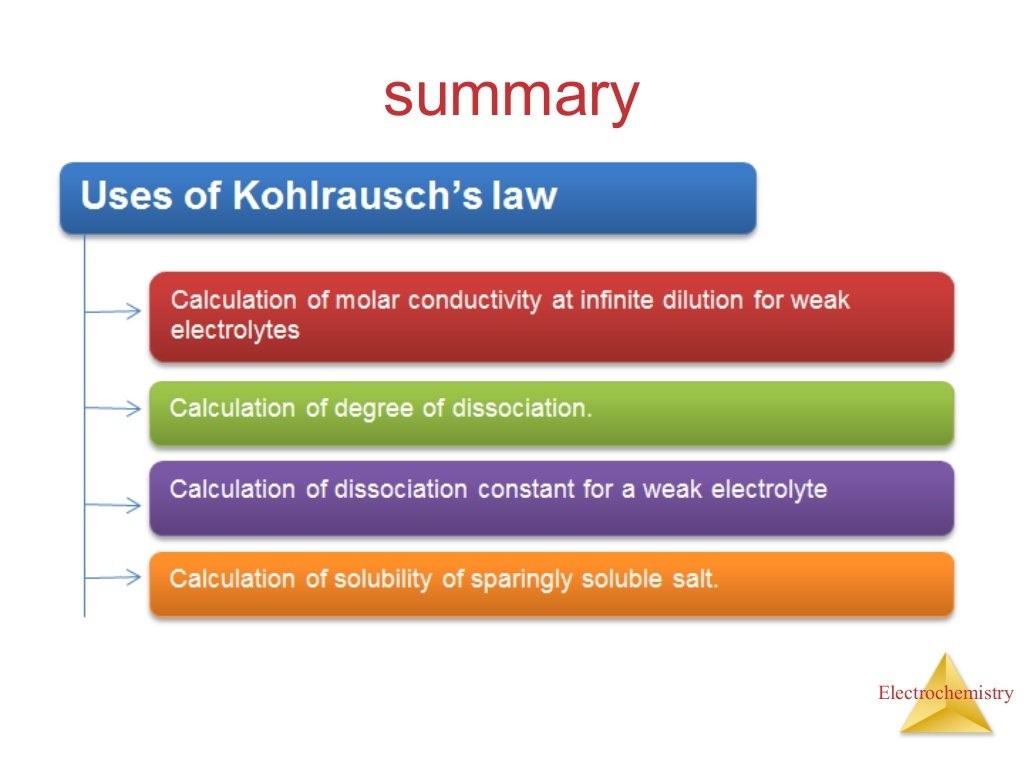 summary
Uses of Kohlrausch’s law
Calculation of molar conductivity at infinite dilution for weak
electrolytes
Calculation of degree of dissociation.
Calculation of dissociation constant for a weak electrolyte
Calculation of solubility of sparingly soluble salt.
Electrochemistry